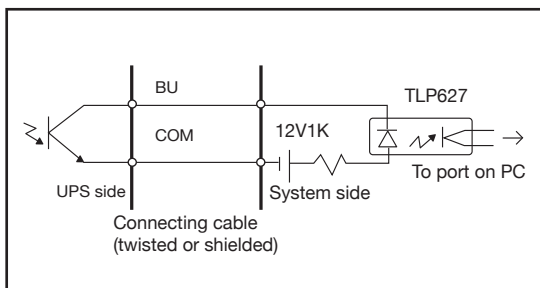 BU
TLP627
COM
12V1K
To port on PC
UPS side
System side
Connecting cable
(twisted or shielded)